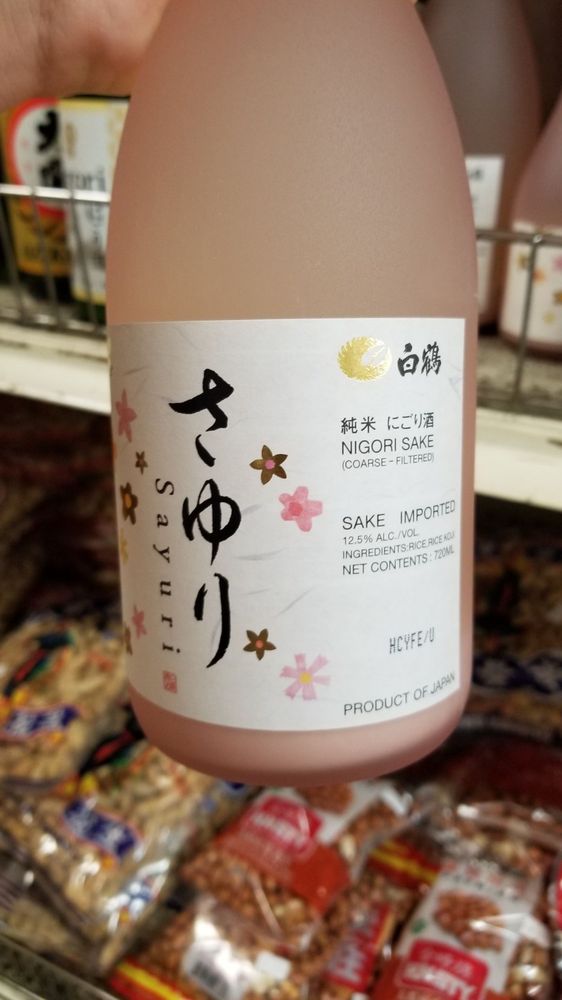 白鶴
さゆり
Sayuri
純米 にごり酒
NIGORI SAKE
(COARSE-FILTERED)
SAKE IMPORTED
12.5% ALC./VOL.
INGREDIENTS:RICE,RICE KOJI
NET CONTENTS : 720ML
HCYFE/U
PRODUCT OF JAPAN